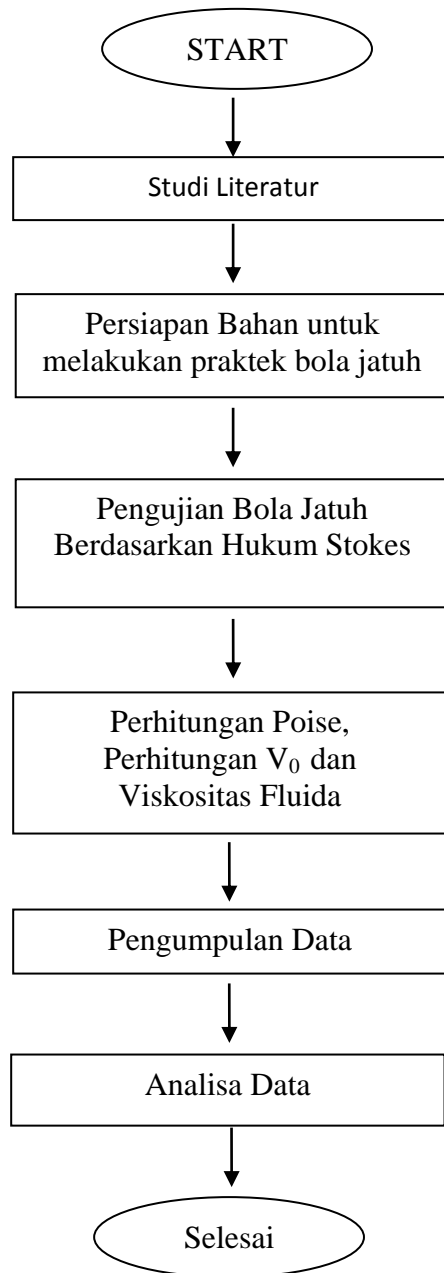 START
Studi Literatur
Persiapan Bahan untuk
melakukan praktek bola jatuh
Pengujian Bola Jatuh
Berdasarkan Hukum Stokes
Perhitungan Poise,
Perhitungan V₀ dan
Viskositas Fluida
Pengumpulan Data
Analisa Data
Selesai